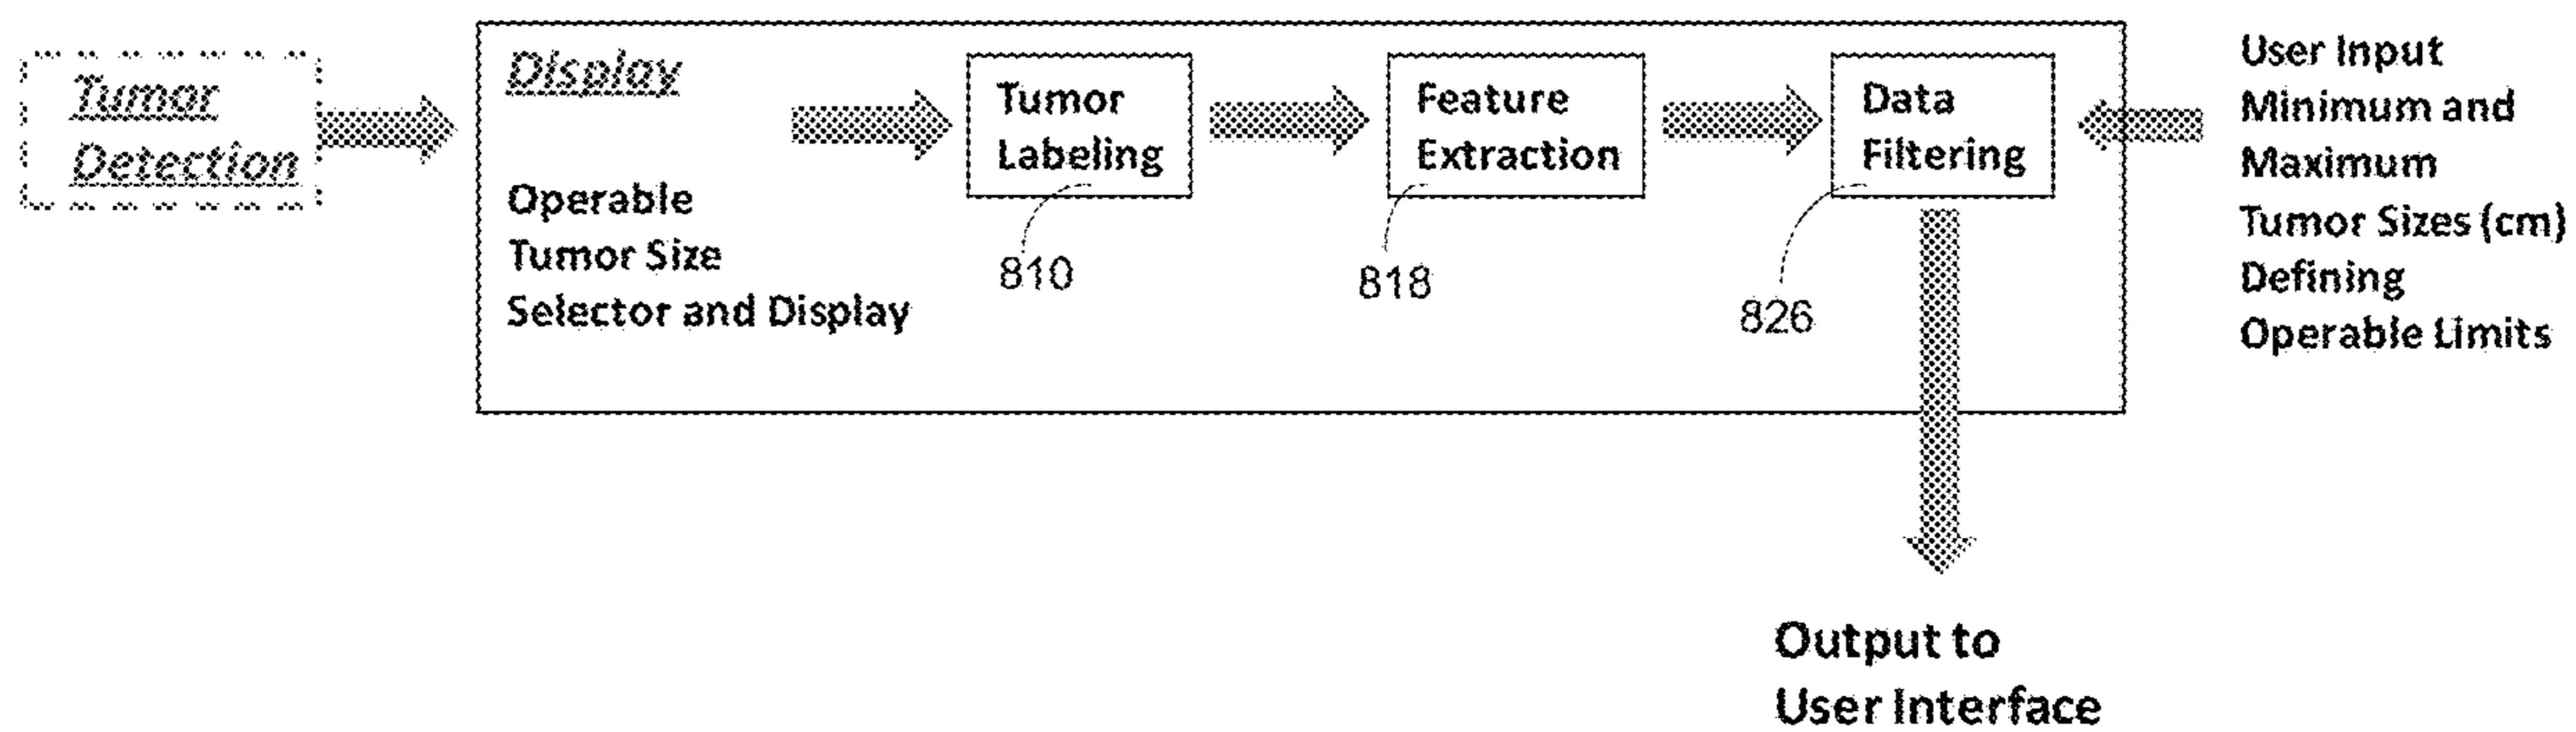 Tumor
Detection
Display
Operable
Tumor Size
Selector and Display
Tumor
Labeling
810
Feature
Extraction
818
Data
Filtering
826
User Input
Minimum and
Maximum
Tumor Sizes (cm)
Defining
Operable Limits
Output to
User Interface